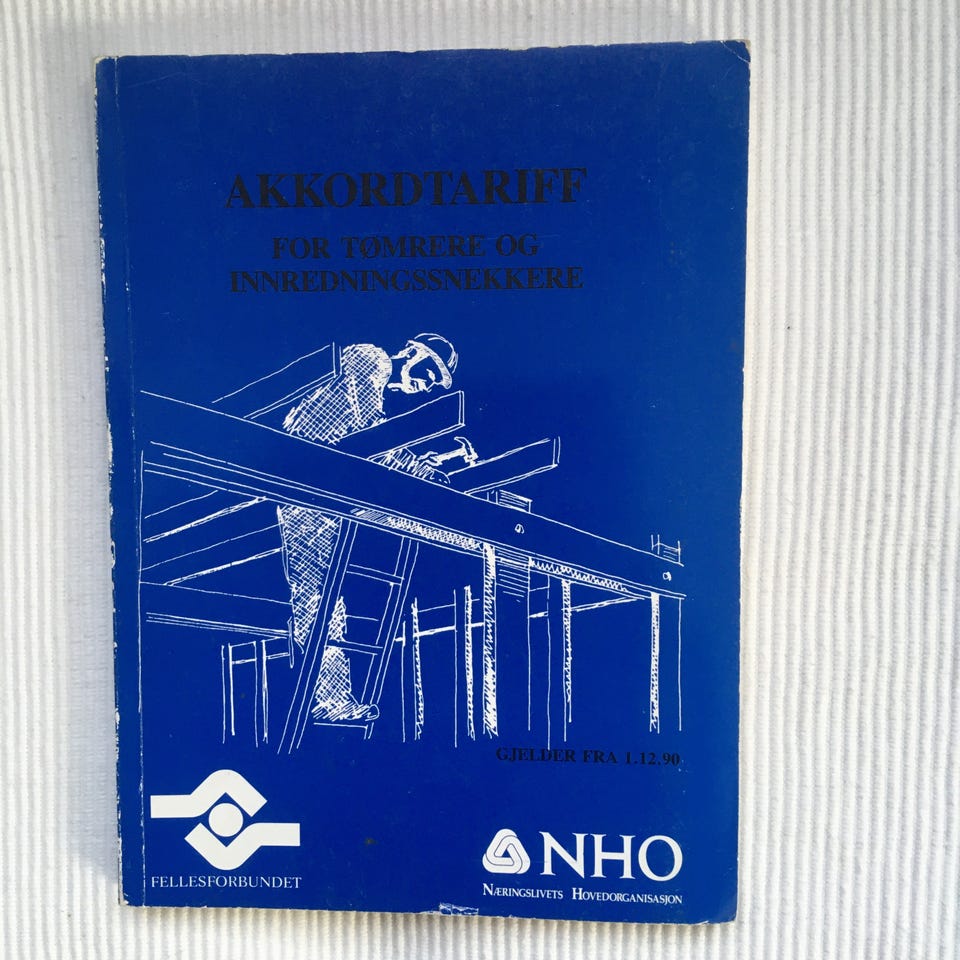 AKKORDTARIFF
FOR TØMRERE OG
INNREDNINGSSNEKKERE
GJELDER FRA 1.12.90
FELLESFORBUNDET
NHO
NÆRINGSLIVETS HOVEDORGANISASJON